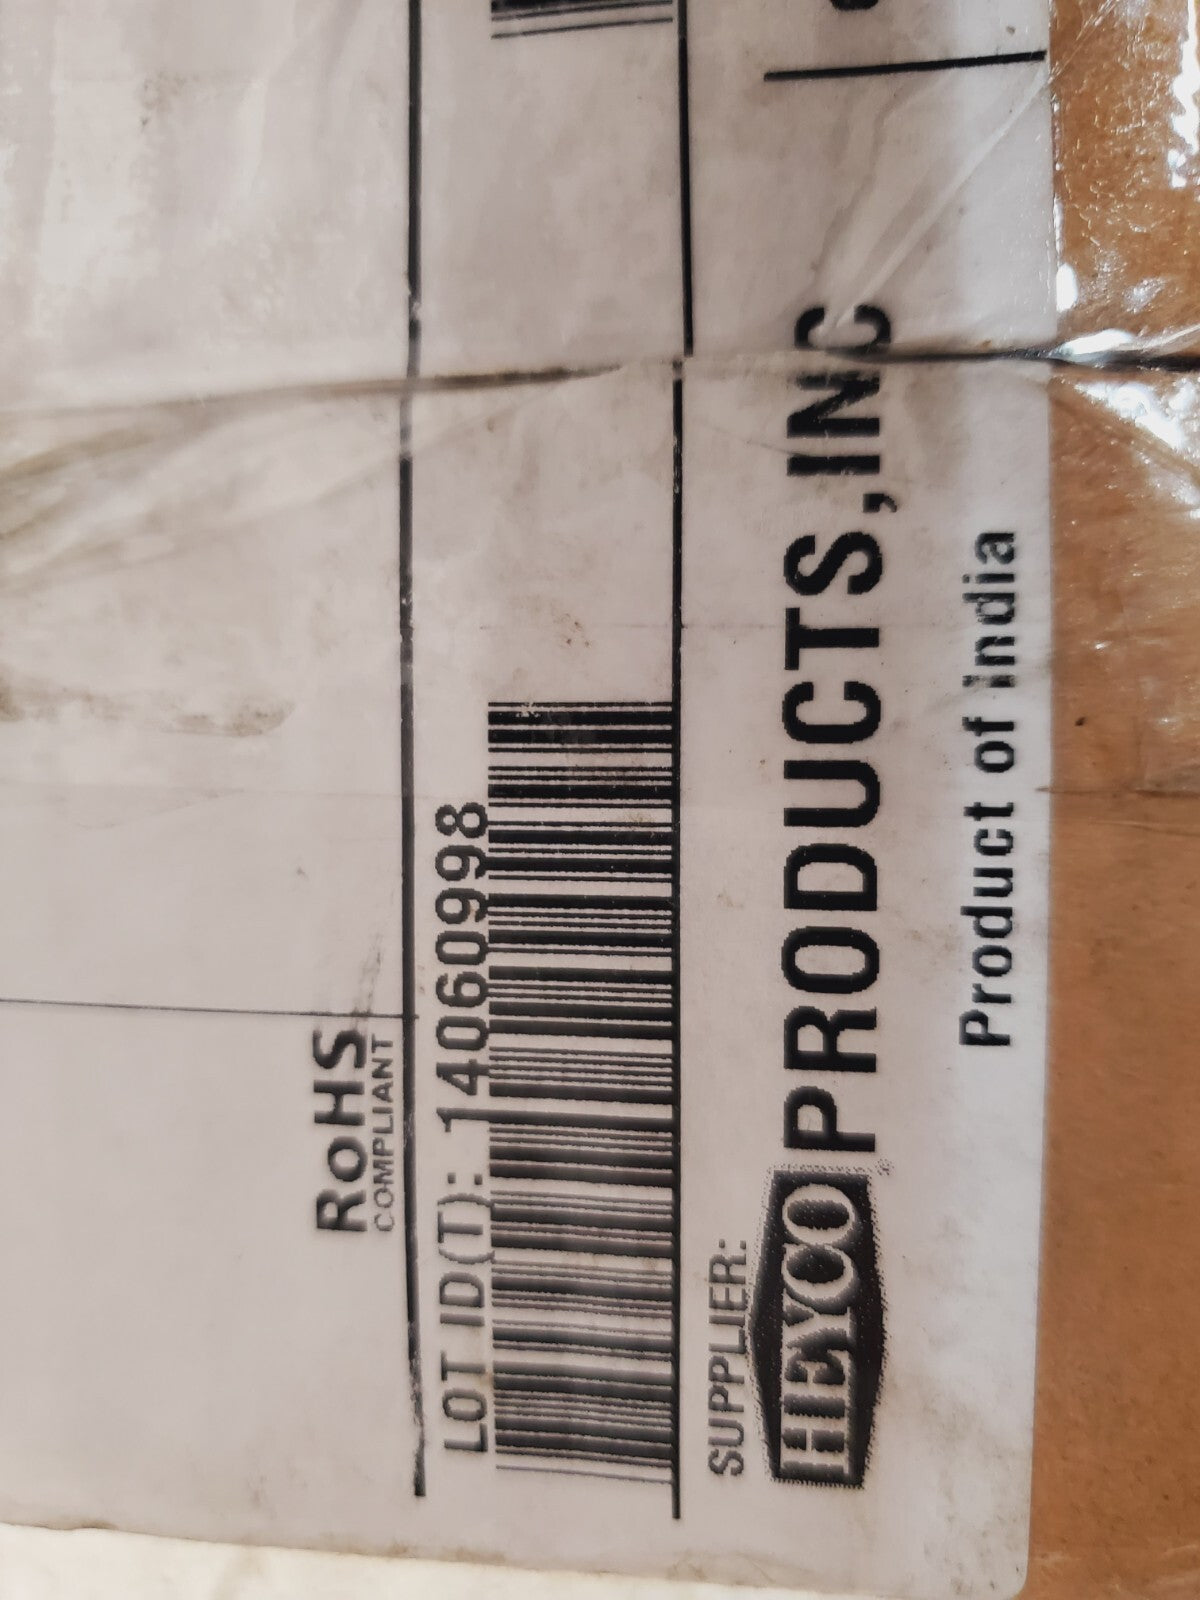 RoHS
COMPLIANT
LOT ID(T): 14060998
SUPPLIER:
HEYCO® PRODUCTS,INC
Product of India